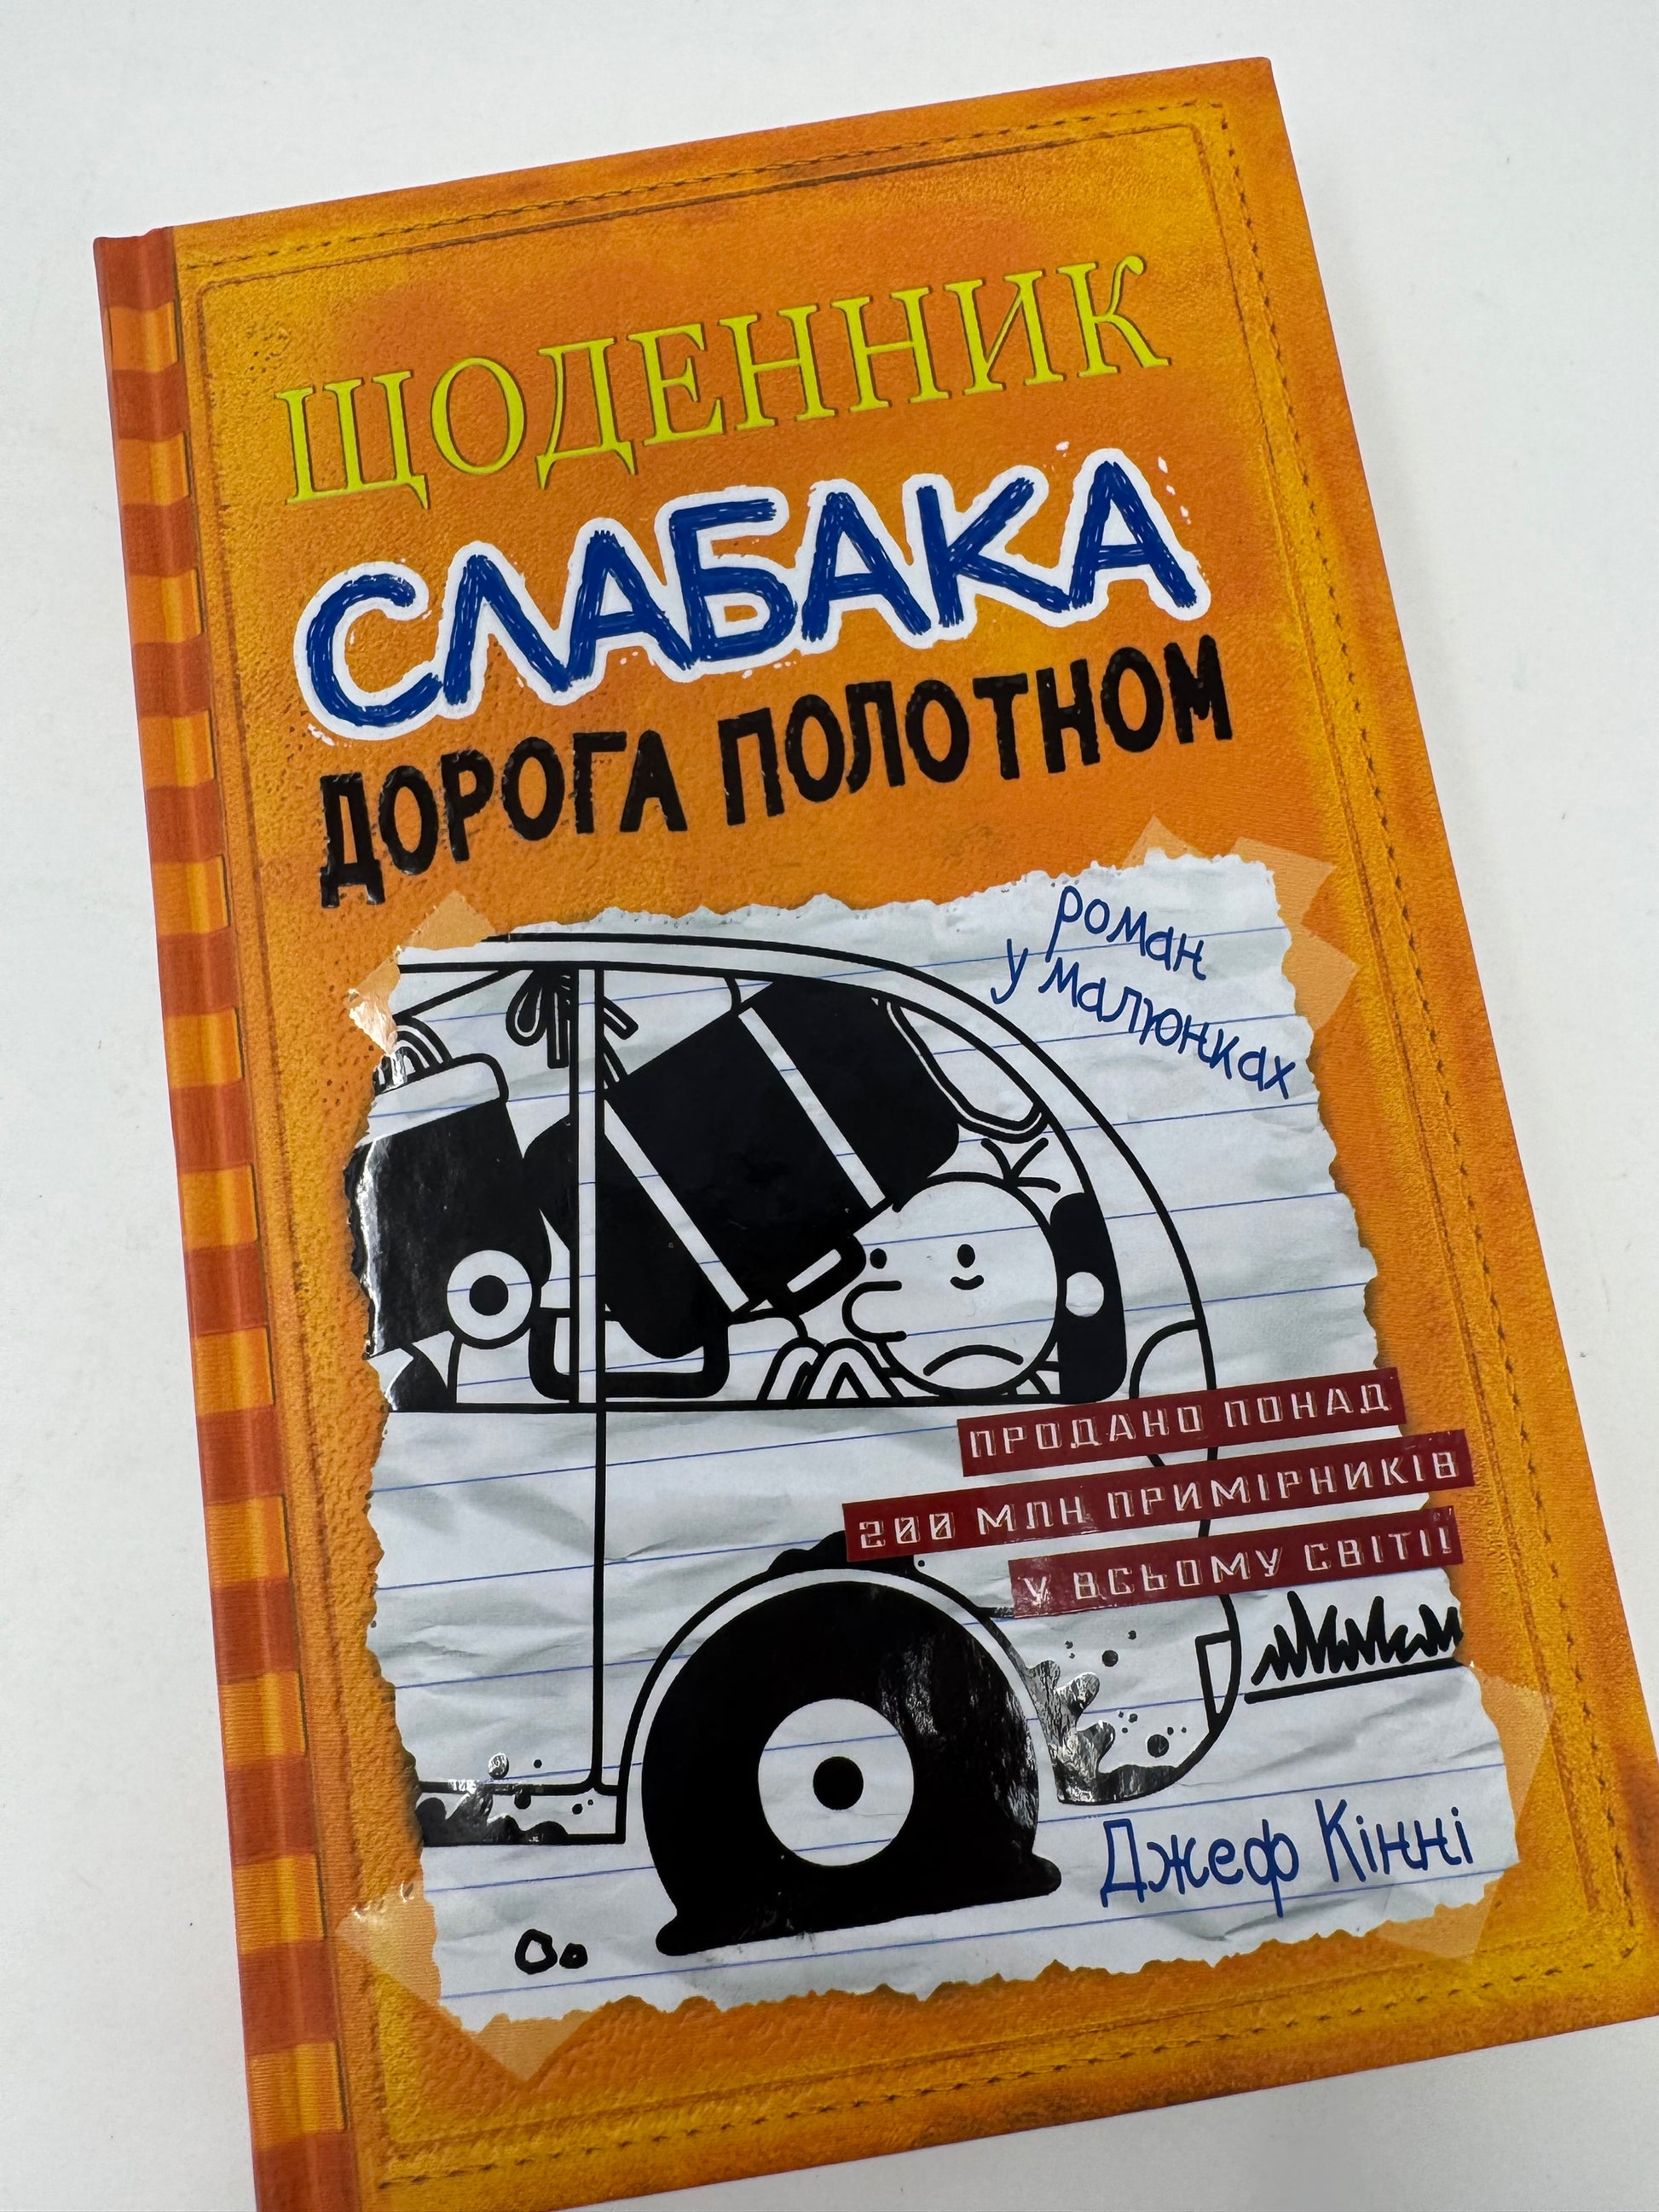 ЩОДЕННИК
СЛАБАКА
ДОРОГА ПОЛОТНОМ
роман
у малюнках
ПРОДАНО ПОНАД
200 МЛН ПРИМІРНИКІВ
У ВСЬОМУ СВІТІ!
Джеф Кінні